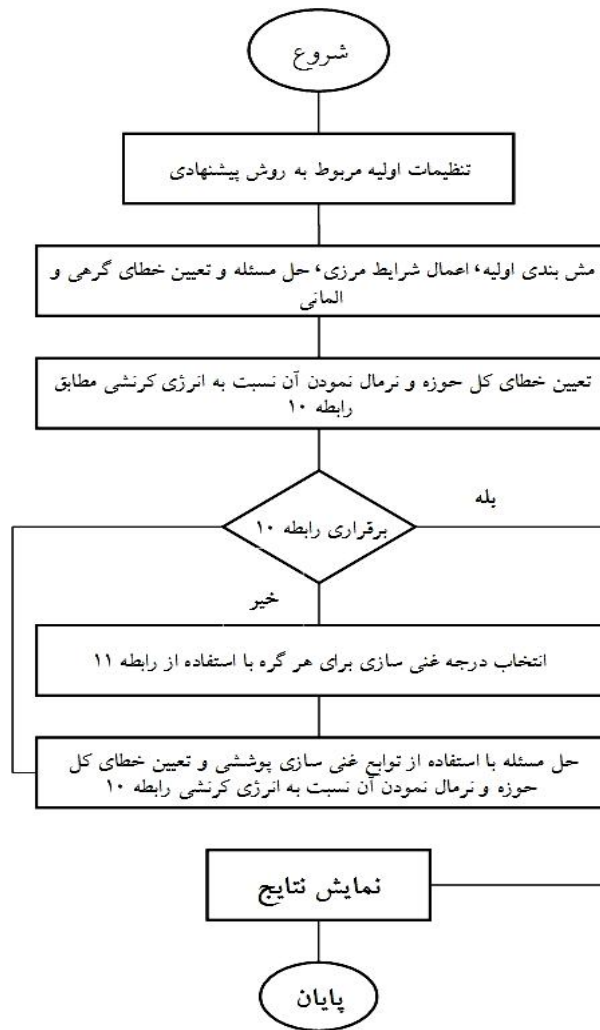 شروع
تنظیمات اولیه مربوط به روش پیشنهادی
مش بندی اولیه، اعمال شرایط مرزی، حل مسئله و تعیین خطای گرهی و
المانی
تعیین خطای کل حوزه و نرمال نمودن آن نسبت به انرژی کرنشی مطابق
رابطه ۱۰
برقراری رابطه ۱۰
یله
خیر
انتخاب درجه غنی سازی برای هر گره با استفاده از رابطه ۱۱
حل مسئله با استفاده از توابع غنی سازی پوششی و تعیین خطای کل
حوزه و نرمال نمودن آن نسبت به انرژی کرنشی رابطه ۱۰
نمایش نتایج
پایان